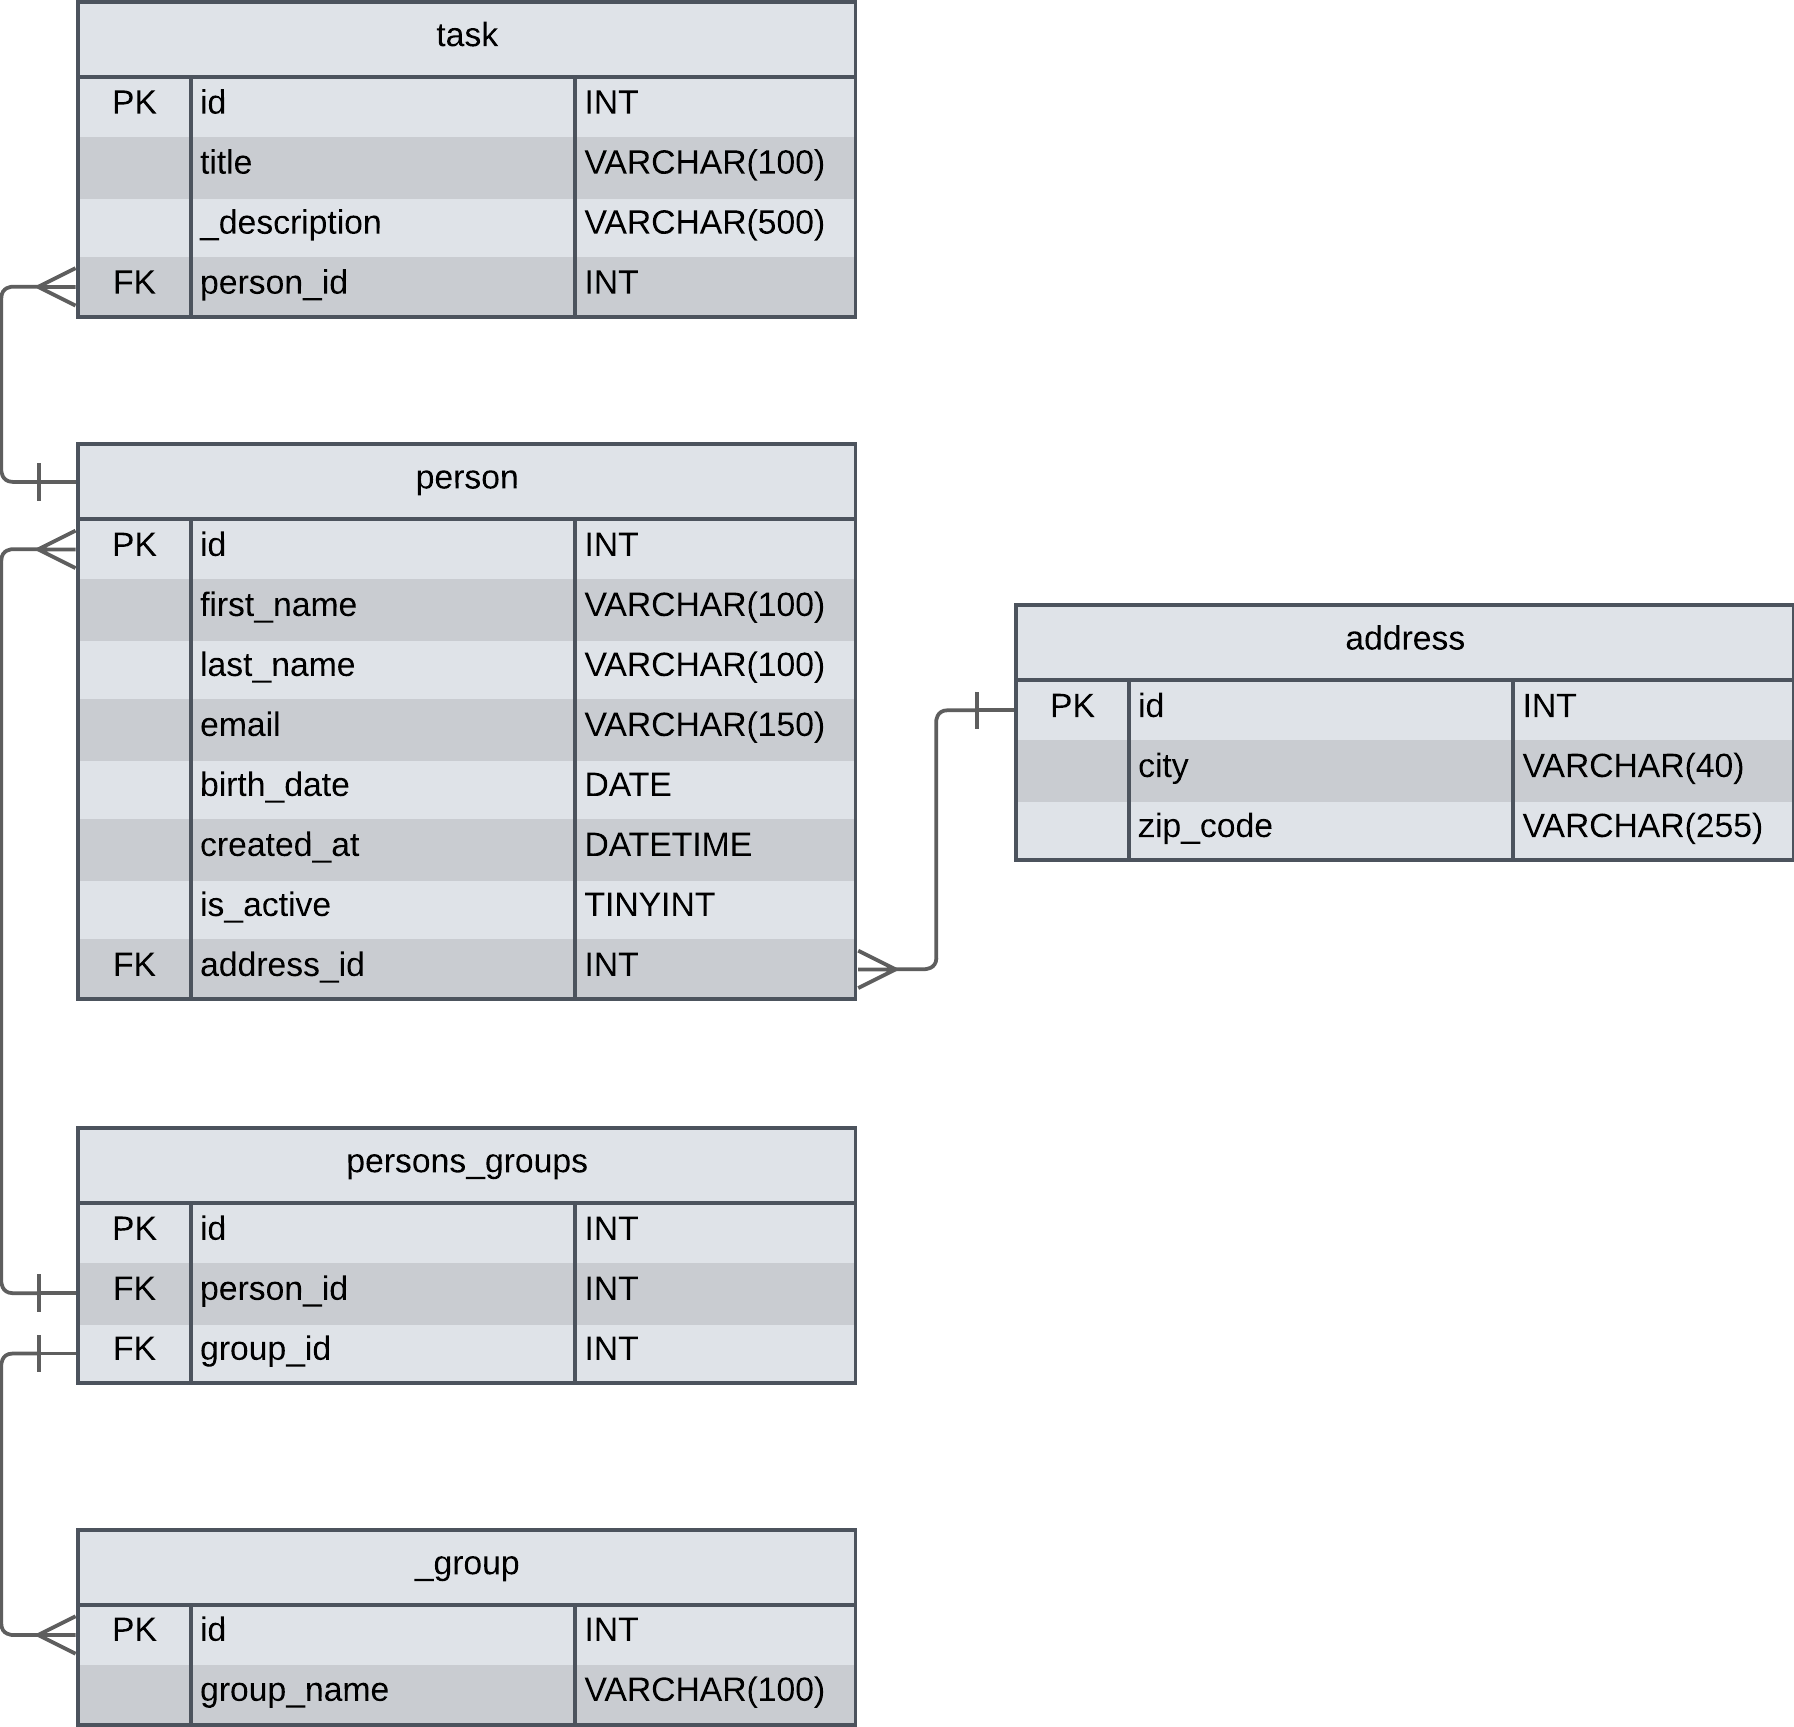 task
PK id INT
title VARCHAR(100)
_description VARCHAR(500)
FK person_id INT
person
PK id INT
first_name VARCHAR(100)
last_name VARCHAR(100)
email VARCHAR(150)
birth_date DATE
created_at DATETIME
is_active TINYINT
FK address_id INT
address
PK id INT
city VARCHAR(40)
zip_code VARCHAR(255)
persons_groups
PK id INT
FK person_id INT
FK group_id INT
_group
PK id INT
group_name VARCHAR(100)